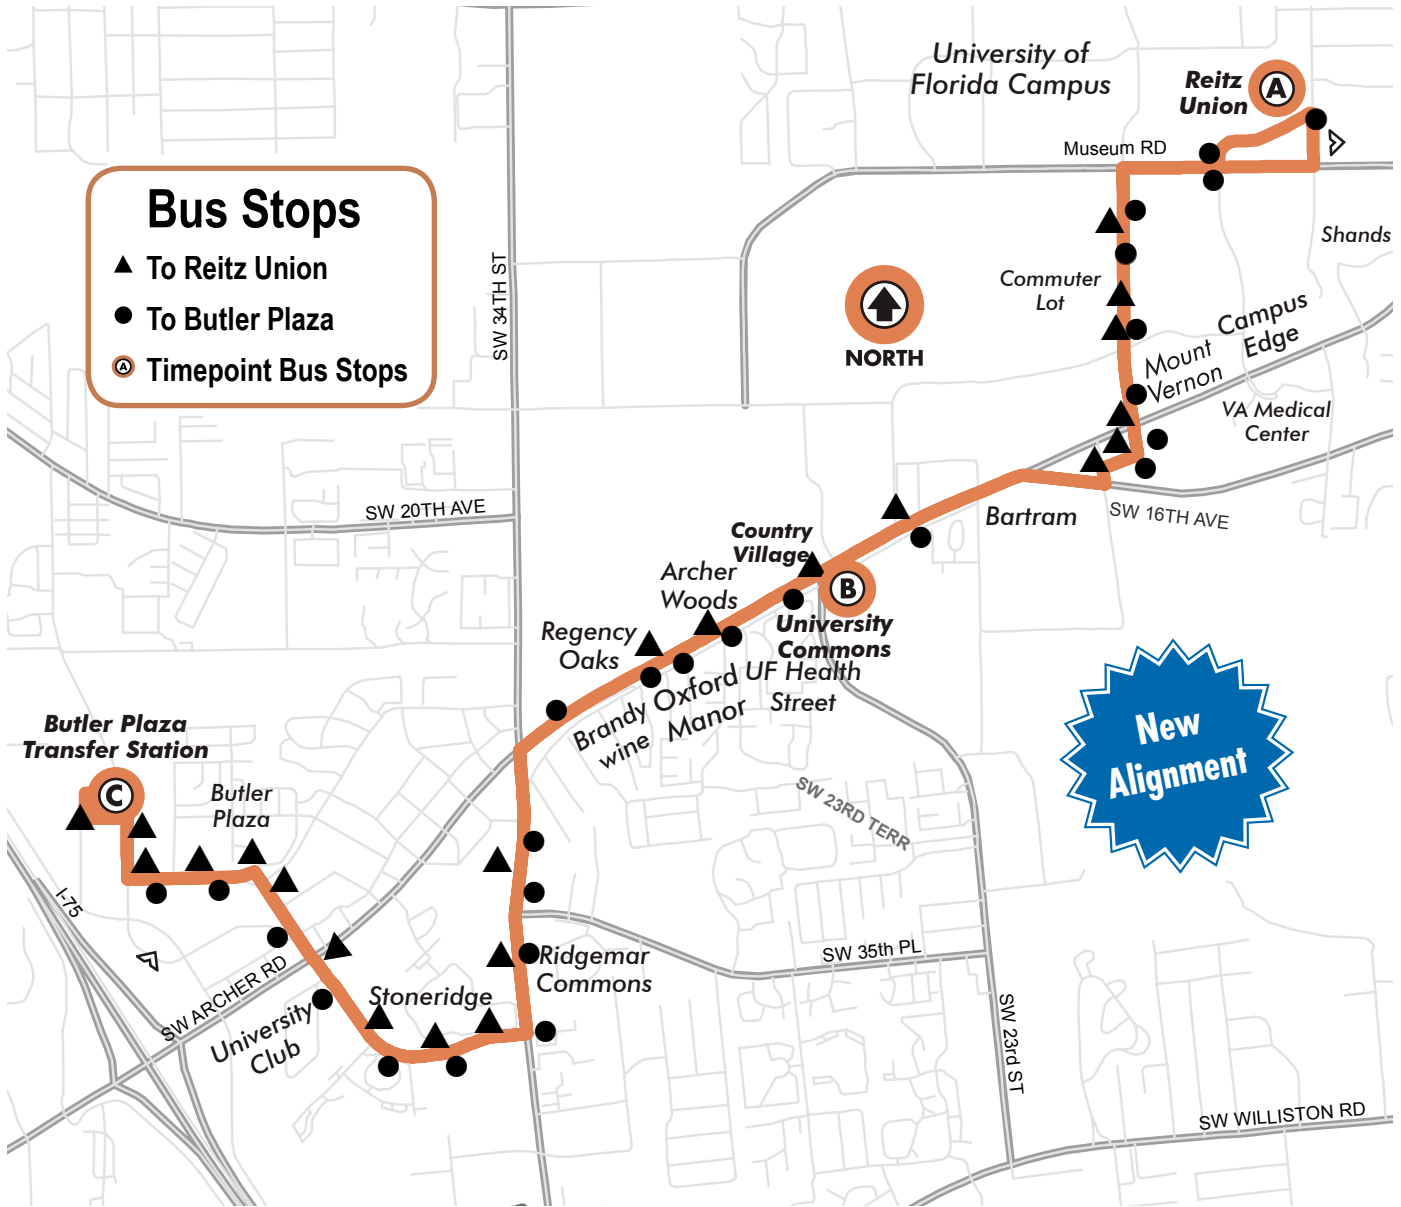 University of
Florida Campus
Reitz
Union
A
Museum RD
Shands
Bus Stops
To Reitz Union
To Butler Plaza
A
Timepoint Bus Stops
SW 34TH ST
NORTH
Commuter
Lot
Campus
Edge
Mount
Vernon
VA Medical
Center
SW 20TH AVE
Bartram
SW 16TH AVE
Country
Village
B
University
Commons
Archer
Woods
Regency
Oaks
UF Health
Street
Oxford
Manor
Brandy
wine
New
Alignment
Butler Plaza
Transfer Station
C
Butler
Plaza
SW 23RD TERR
I-75
SW ARCHER RD
Stoneridge
University
Club
Ridgemar
Commons
SW 35th PL
SW 23rd ST
SW WILLISTON RD